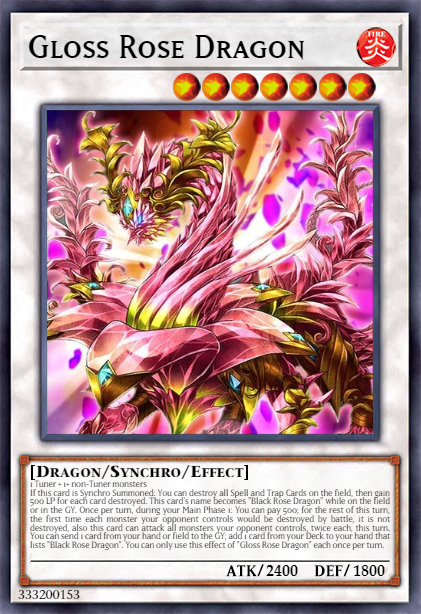 Gloss Rose Dragon
FIRE
炎
[Dragon/Synchro/Effect]
1 Tuner + 1+ non-Tuner monsters
If this card is Synchro Summoned: You can destroy all Spell and Trap Cards on the field, then gain
500 LP for each card destroyed. This card's name becomes "Black Rose Dragon" while on the field
or in the GY. Once per turn, during your Main Phase 1: You can pay 500; for the rest of this turn,
the first time each monster your opponent controls would be destroyed by battle, it is not
destroyed, also this card can attack all monsters your opponent controls, twice each, this turn.
You can send 1 card from your hand or field to the GY; add 1 card from your Deck to your hand that
lists "Black Rose Dragon". You can only use this effect of "Gloss Rose Dragon" each once per turn.
ATK/2400 DEF/1800
333200153